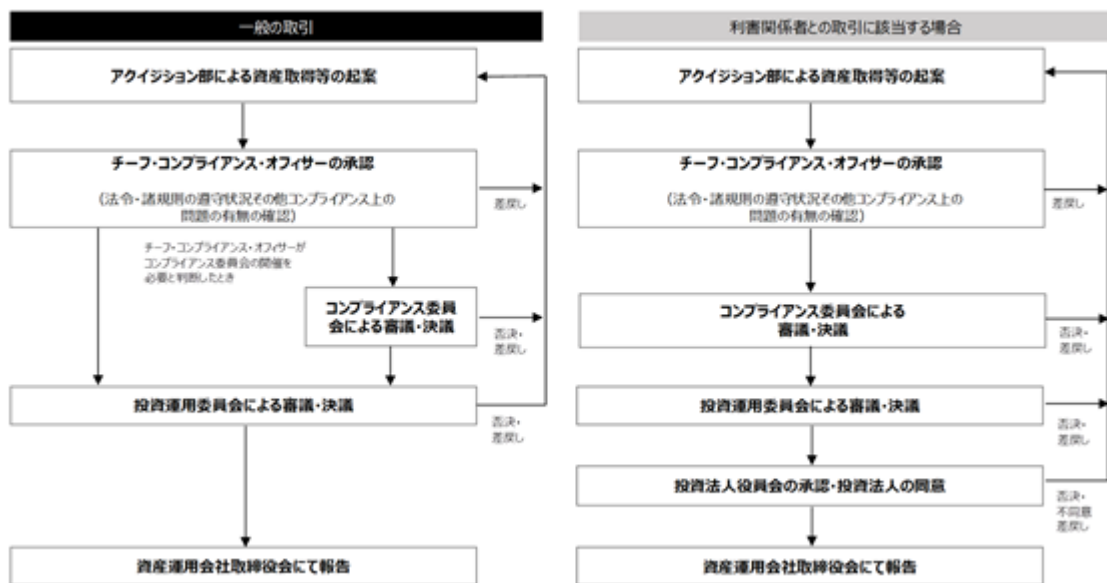 一般の取引
アクイジション部による資産取得等の起案
チーフ・コンプライアンス・オフィサーの承認
（法令・諸規則の遵守状況その他コンプライアンス上の
問題の有無の確認）
差戻し
チーフ・コンプライアンス・オフィサーが
コンプライアンス委員会の開催を
必要と判断したとき
コンプライアンス委員
会による審議・決議
否決・
差戻し
投資運用委員会による審議・決議
否決・
差戻し
資産運用会社取締役会にて報告
利害関係者との取引に該当する場合
アクイジション部による資産取得等の起案
チーフ・コンプライアンス・オフィサーの承認
（法令・諸規則の遵守状況その他コンプライアンス上の
問題の有無の確認）
差戻し
コンプライアンス委員会による
審議・決議
否決・
差戻し
投資運用委員会による審議・決議
否決・
差戻し
投資法人役員会の承認・投資法人の同意
否決・
不同意
差戻し
資産運用会社取締役会にて報告